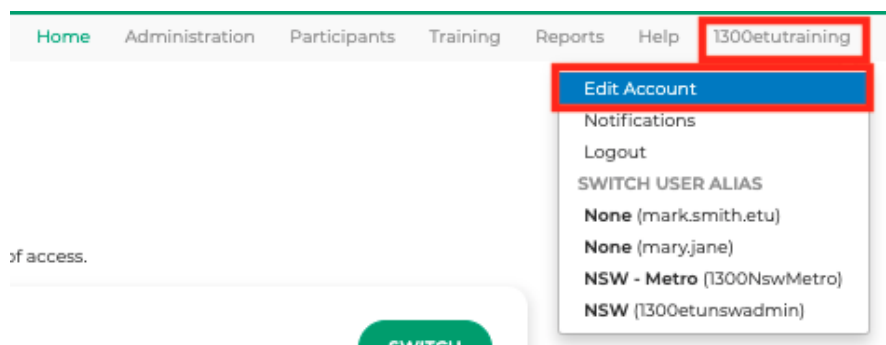 Home Administration Participants Training Reports Help 1300etutraining
Edit Account
Notifications
Logout
SWITCH USER ALIAS
None (mark.smith.etu)
None (mary.jane)
of access.
NSW - Metro (1300NswMetro)
NSW (1300etunswadmin)
SWITCH